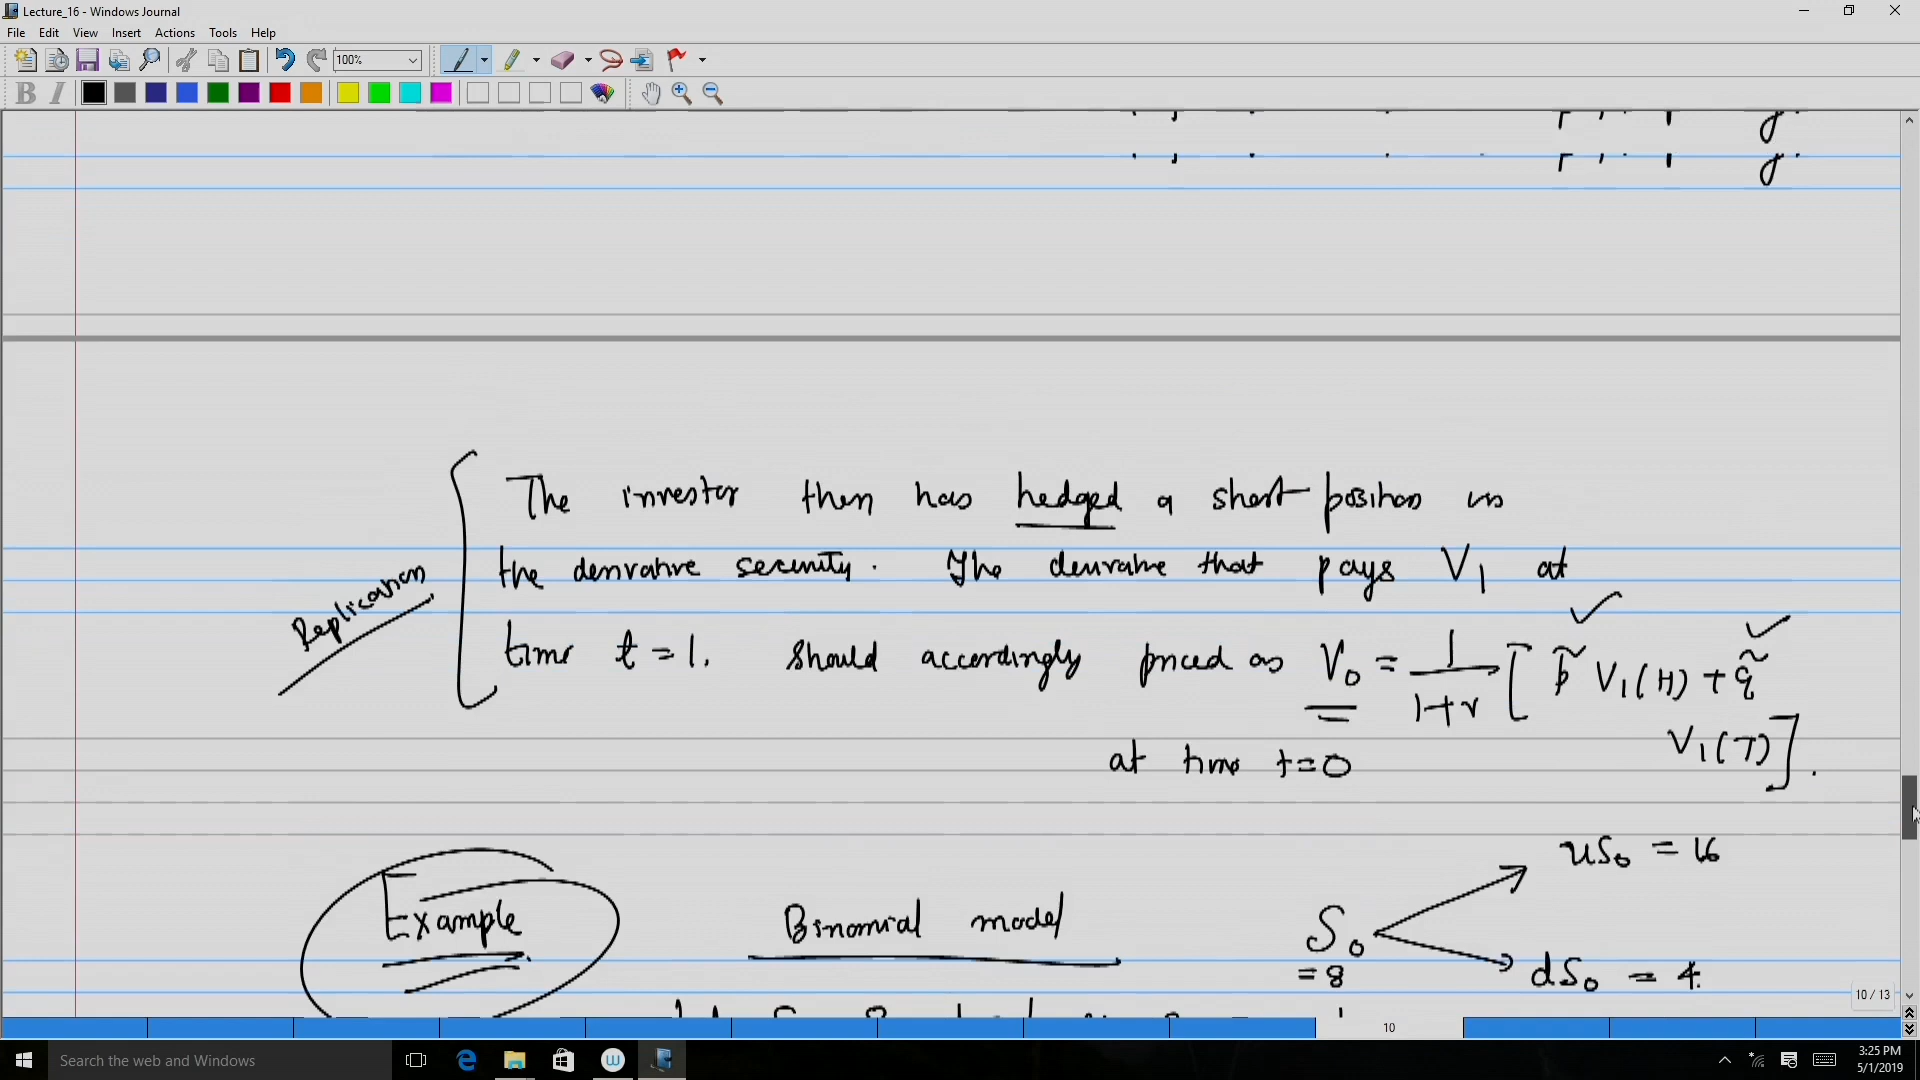 Lecture_16 - Windows Journal
File Edit View Insert Actions Tools Help
100%
B I
The investor then has hedged a short position in
the derivative security. The derivative that pays V₁ at
time t = 1. Should accordingly priced as V₀ = 1/(1+r) [ p̃ V₁(H) + q̃
V₁(T) ].
at time t=0
Replication
Example Binomial model
S₀ = 8
uS₀ = 16
dS₀ = 4.
10 / 13
10
Search the web and Windows
3:25 PM
5/1/2019